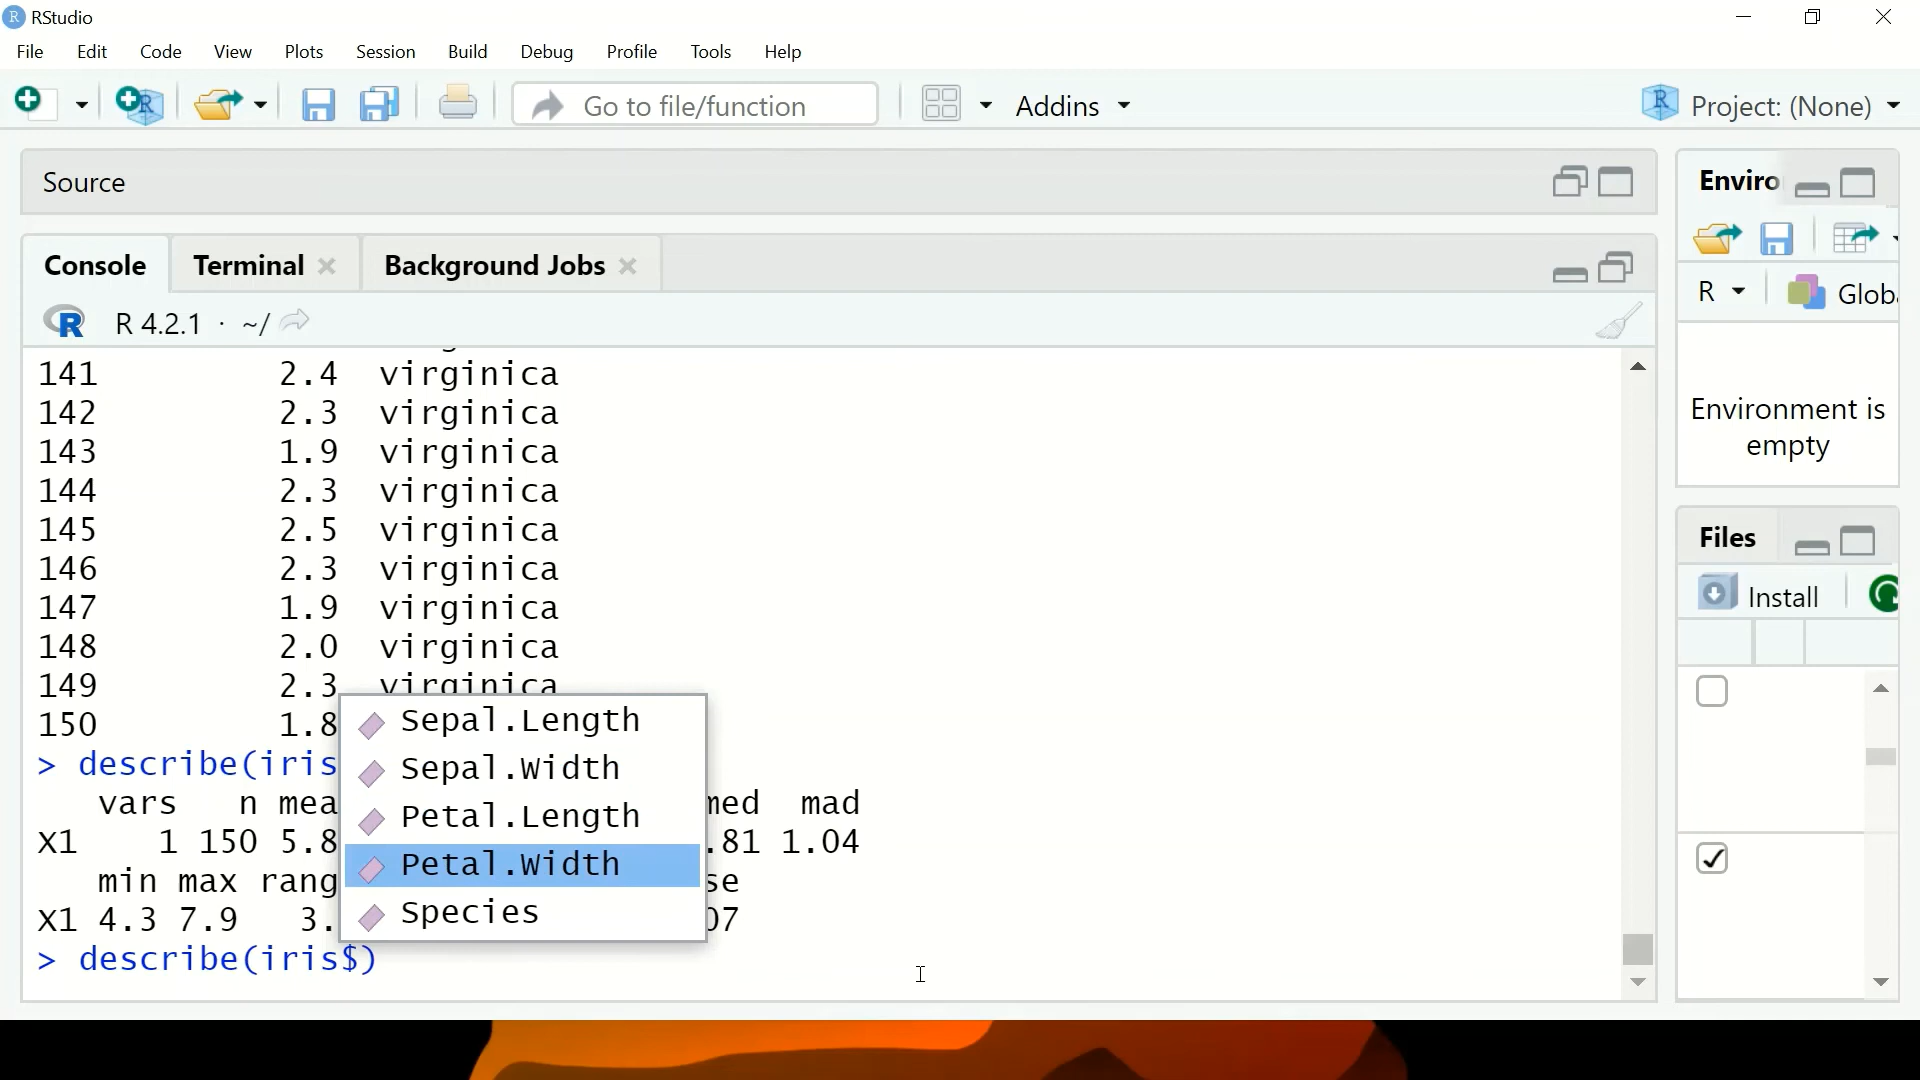 RStudio
File Edit Code View Plots Session Build Debug Profile Tools Help
Go to file/function Addins Project: (None)
Source
Console Terminal Background Jobs
R 4.2.1 · ~/
141 2.4 virginica
142 2.3 virginica
143 1.9 virginica
144 2.3 virginica
145 2.5 virginica
146 2.3 virginica
147 1.9 virginica
148 2.0 virginica
149 2.3 virginica
150 1.8
> describe(iris
vars n mea med mad
X1 1 150 5.8 .81 1.04
min max rang se
X1 4.3 7.9 3. 07
> describe(iris$)
Sepal.Length
Sepal.Width
Petal.Length
Petal.Width
Species
Enviro
R Globa
Environment is
empty
Files
Install